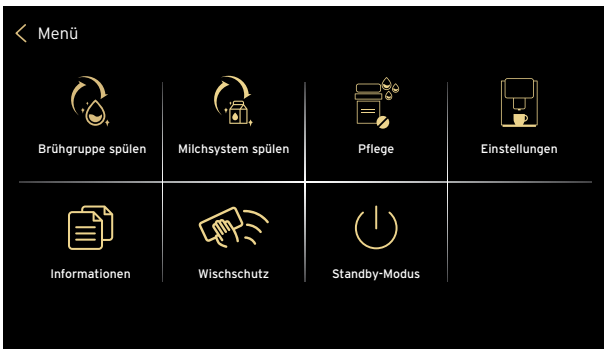 Menü
Brühgruppe spülen
Milchsystem spülen
Pflege
Einstellungen
Informationen
Wischschutz
Standby-Modus